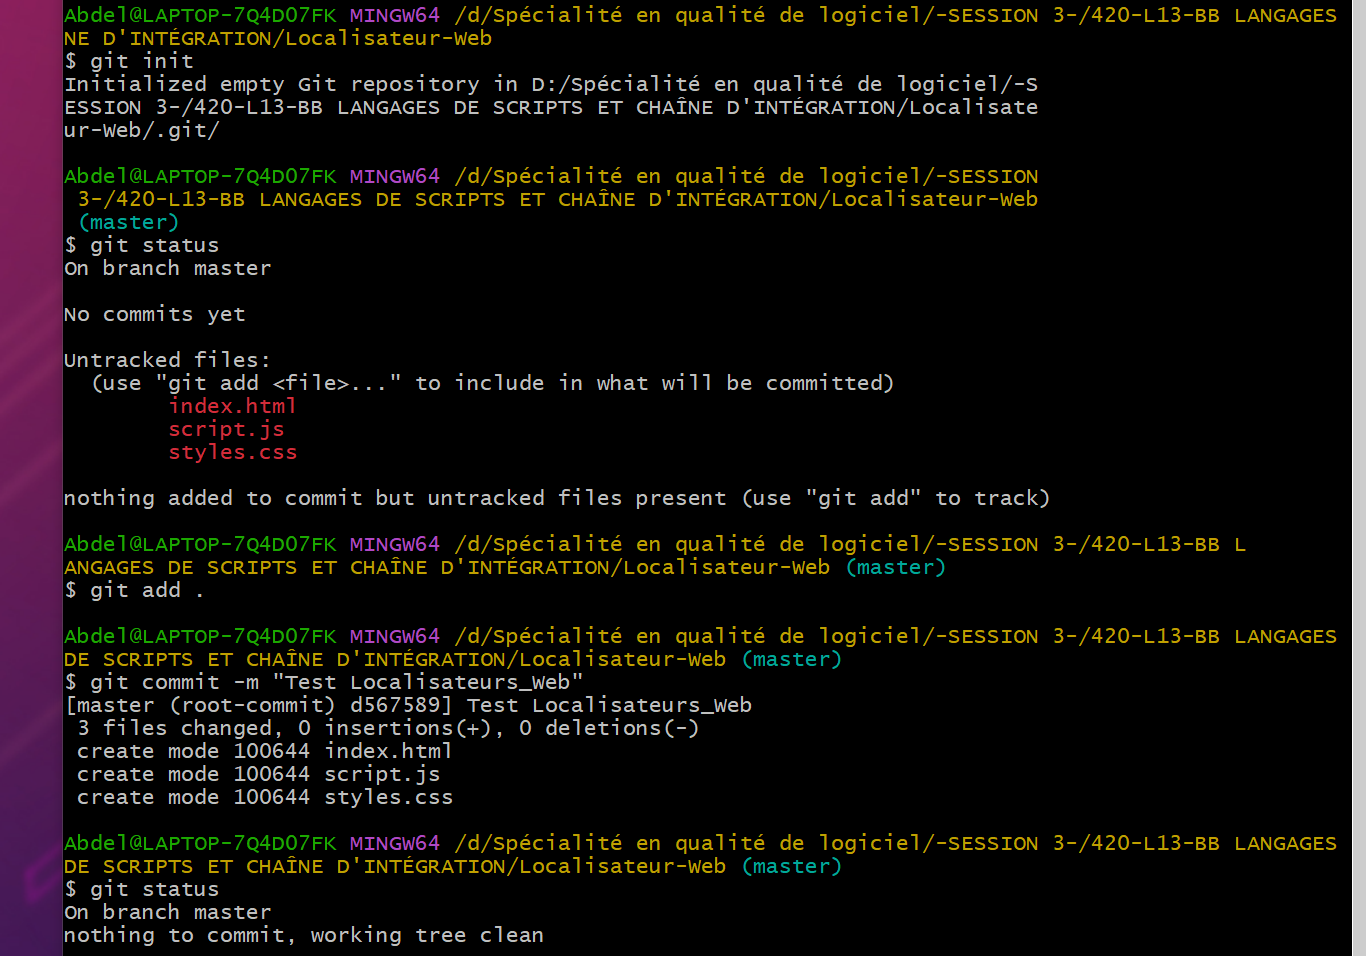 Abdel@LAPTOP-7Q4D07FK MINGW64 /d/Spécialité en qualité de logiciel/-SESSION 3-/420-L13-BB LANGAGES
NE D'INTÉGRATION/Localisateur-Web
$ git init
Initialized empty Git repository in D:/Spécialité en qualité de logiciel/-S
ESSION 3-/420-L13-BB LANGAGES DE SCRIPTS ET CHAÎNE D'INTÉGRATION/Localisate
ur-Web/.git/
Abdel@LAPTOP-7Q4D07FK MINGW64 /d/Spécialité en qualité de logiciel/-SESSION
3-/420-L13-BB LANGAGES DE SCRIPTS ET CHAÎNE D'INTÉGRATION/Localisateur-Web
(master)
$ git status
On branch master
No commits yet
Untracked files:
(use "git add <file>..." to include in what will be committed)
index.html
script.js
styles.css
nothing added to commit but untracked files present (use "git add" to track)
Abdel@LAPTOP-7Q4D07FK MINGW64 /d/Spécialité en qualité de logiciel/-SESSION 3-/420-L13-BB L
ANGAGES DE SCRIPTS ET CHAÎNE D'INTÉGRATION/Localisateur-Web (master)
$ git add .
Abdel@LAPTOP-7Q4D07FK MINGW64 /d/Spécialité en qualité de logiciel/-SESSION 3-/420-L13-BB LANGAGES
DE SCRIPTS ET CHAÎNE D'INTÉGRATION/Localisateur-Web (master)
$ git commit -m "Test Localisateurs_Web"
[master (root-commit) d567589] Test Localisateurs_Web
3 files changed, 0 insertions(+), 0 deletions(-)
create mode 100644 index.html
create mode 100644 script.js
create mode 100644 styles.css
Abdel@LAPTOP-7Q4D07FK MINGW64 /d/Spécialité en qualité de logiciel/-SESSION 3-/420-L13-BB LANGAGES
DE SCRIPTS ET CHAÎNE D'INTÉGRATION/Localisateur-Web (master)
$ git status
On branch master
nothing to commit, working tree clean